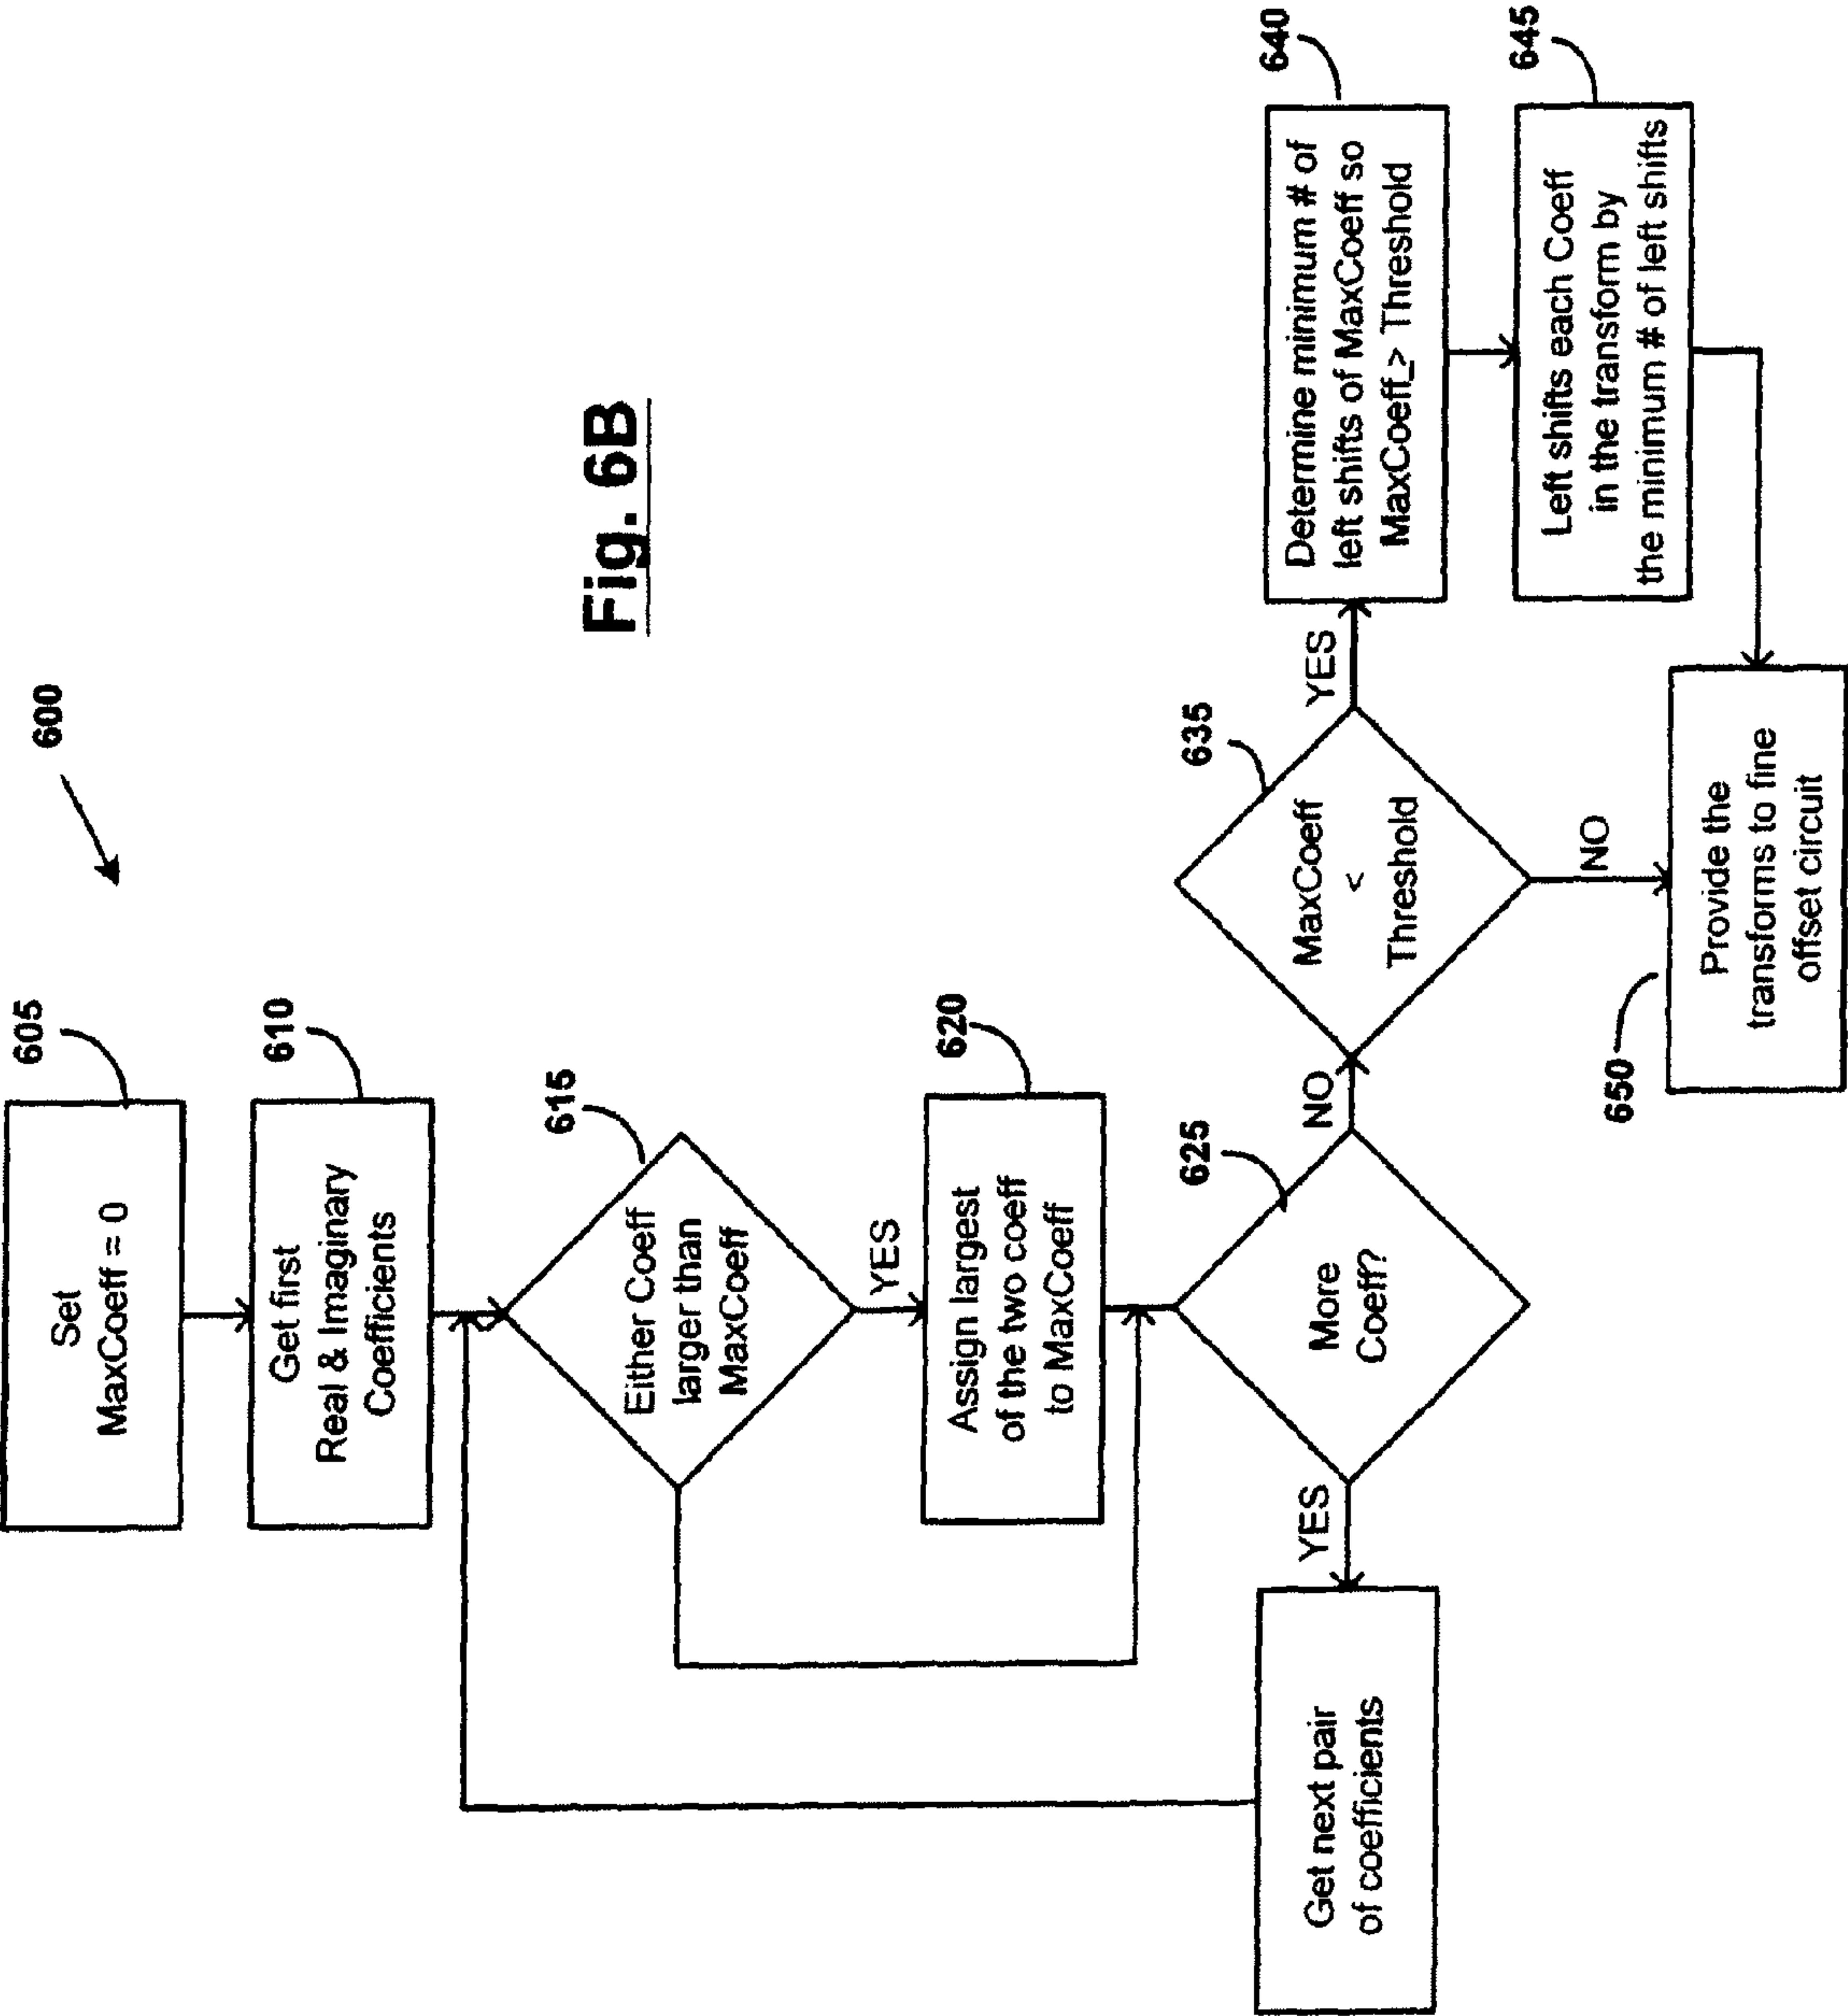 600
605
Set
MaxCoeff = 0
610
Get first
Real & Imaginary
Coefficients
615
Either Coeff
larger than
MaxCoeff
YES
620
Assign largest
of the two coeff
to MaxCoeff
625
More
Coeff?
YES
NO
Get next pair
of coefficients
635
MaxCoeff
<
Threshold
YES
NO
640
Determine minimum # of
left shifts of MaxCoeff so
MaxCoeff_> Threshold
645
Left shifts each Coeff
in the transform by
the minimum # of left shifts
650
Provide the
transforms to fine
offset circuit
Fig. 6B